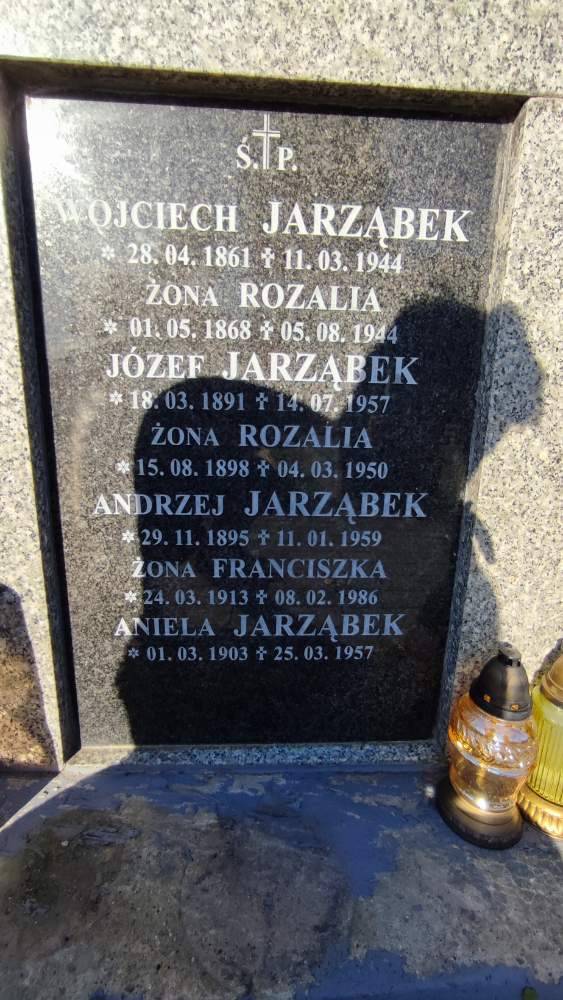 Ś. P.
WOJCIECH JARZĄBEK
* 28. 04. 1861 ✝ 11. 03. 1944
ŻONA ROZALIA
* 01. 05. 1868 ✝ 05. 08. 1944
JÓZEF JARZĄBEK
* 18. 03. 1891 ✝ 14. 07. 1957
ŻONA ROZALIA
* 15. 08. 1898 ✝ 04. 03. 1950
ANDRZEJ JARZĄBEK
* 29. 11. 1895 ✝ 11. 01. 1959
ŻONA FRANCISZKA
* 24. 03. 1913 ✝ 08. 02. 1986
ANIELA JARZĄBEK
* 01. 03. 1903 ✝ 25. 03. 1957